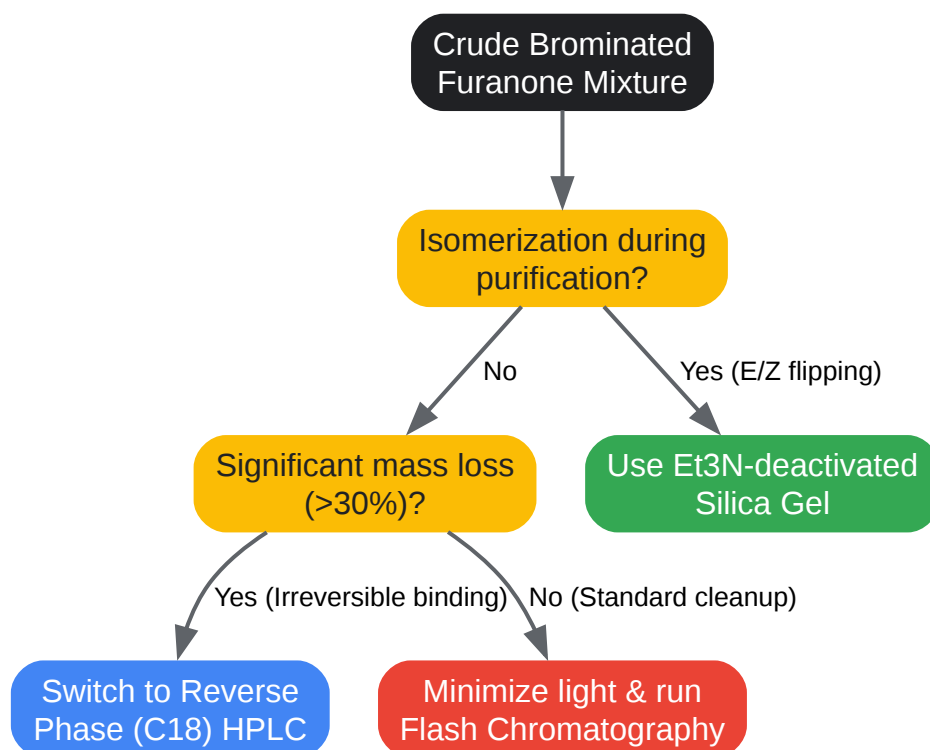 Crude Brominated
Furanone Mixture
Isomerization during
purification?
No
Yes (E/Z flipping)
Significant mass loss
(>30%)?
Use Et3N-deactivated
Silica Gel
Yes (Irreversible binding)
No (Standard cleanup)
Switch to Reverse
Phase (C18) HPLC
Minimize light & run
Flash Chromatography